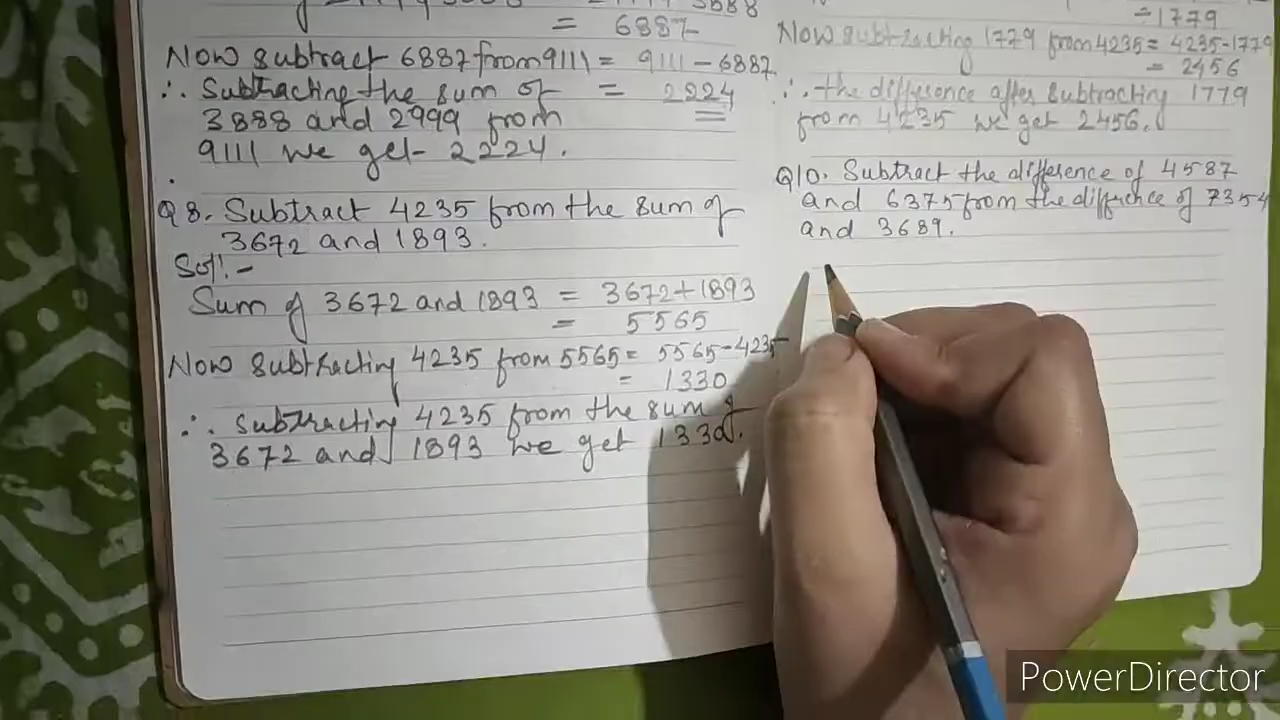 = 6887
Now subtract 6887 from 9111 = 9111 - 6887
∴ Subtracting the sum of = 2224
3888 and 2999 from
9111 we get 2224.
Q8. Subtract 4235 from the sum of
3672 and 1893.
Sol:-
Sum of 3672 and 1893 = 3672+1893
= 5565
Now subtracting 4235 from 5565 = 5565-4235
= 1330
∴ subtracting 4235 from the sum of
3672 and 1893 we get 1330.
=1779
Now subtracting 1779 from 4235 = 4235-1779
= 2456
∴ the difference after subtracting 1779
from 4235 we get 2456.
Q10. Subtract the difference of 4587
and 6375 from the difference of 7354
and 3689.
PowerDirector